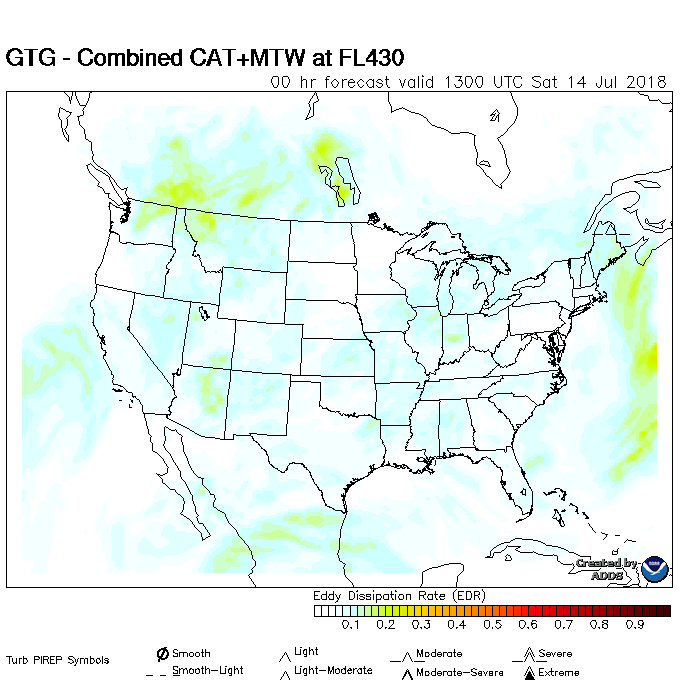 GTG - Combined CAT+MTW at FL430
00 hr forecast valid 1300 UTC Sat 14 Jul 2018
Created by
ADDS
Eddy Dissipation Rate (EDR)
0.1 0.2 0.3 0.4 0.5 0.6 0.7 0.8 0.9
Turb PIREP Symbols
Smooth Light Moderate Severe
Smooth-Light Light-Moderate Moderate-Severe Extreme